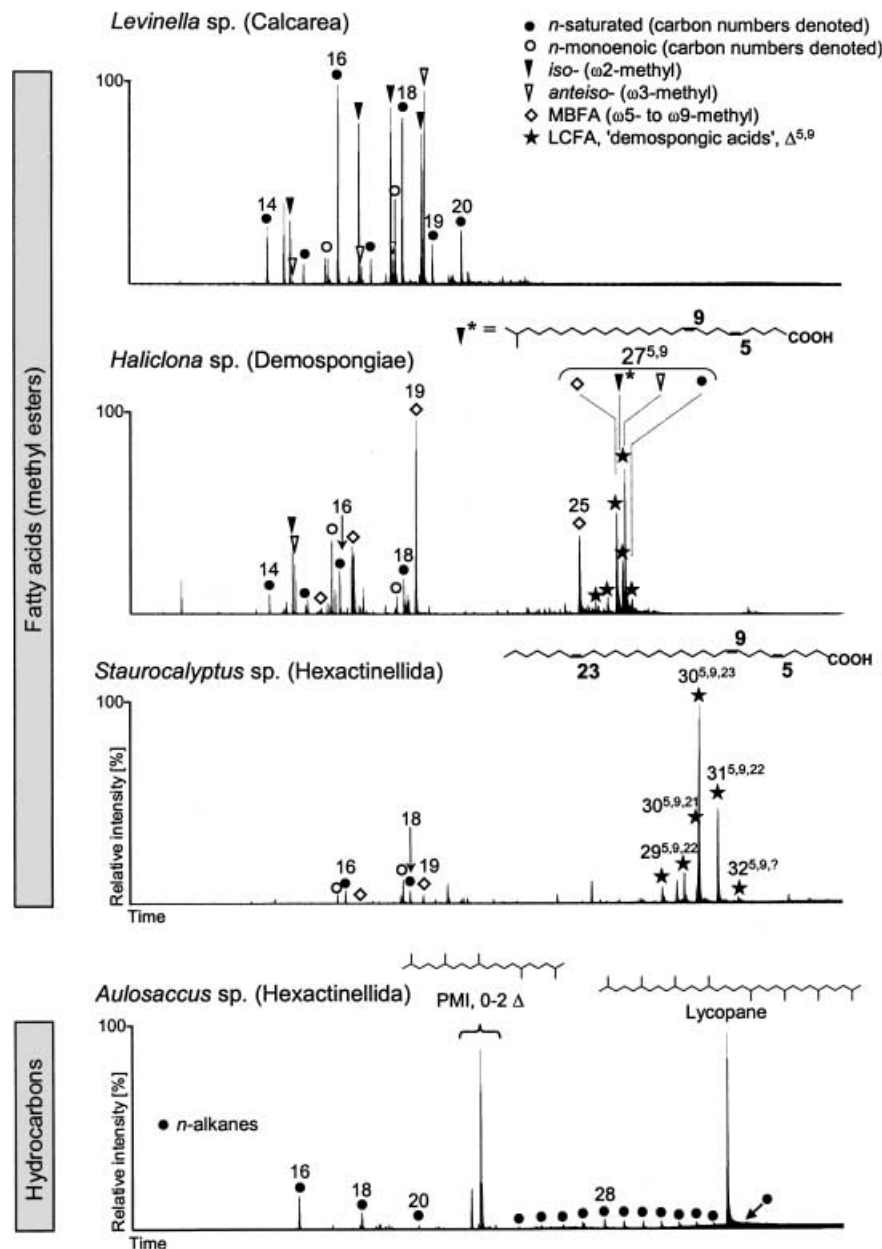 Levinella sp. (Calcarea)
● n-saturated (carbon numbers denoted)
○ n-monoenoic (carbon numbers denoted)
▼ iso- (ω2-methyl)
▽ anteiso- (ω3-methyl)
◇ MBFA (ω5- to ω9-methyl)
★ LCFA, 'demospongic acids', Δ5,9
100
14
16
18
19
20
Fatty acids (methyl esters)
▼* =
9
5
COOH
Haliclona sp. (Demospongiae)
275,9
*
100
14
16
18
19
25
Staurocalyptus sp. (Hexactinellida)
23
9
5
COOH
100
Relative intensity [%]
16
18
19
295,9,22
305,9,21
305,9,23
315,9,22
325,9,?
Time
Aulosaccus sp. (Hexactinellida)
PMI, 0-2 Δ
Lycopane
Hydrocarbons
100
Relative intensity [%]
● n-alkanes
16
18
20
28
Time